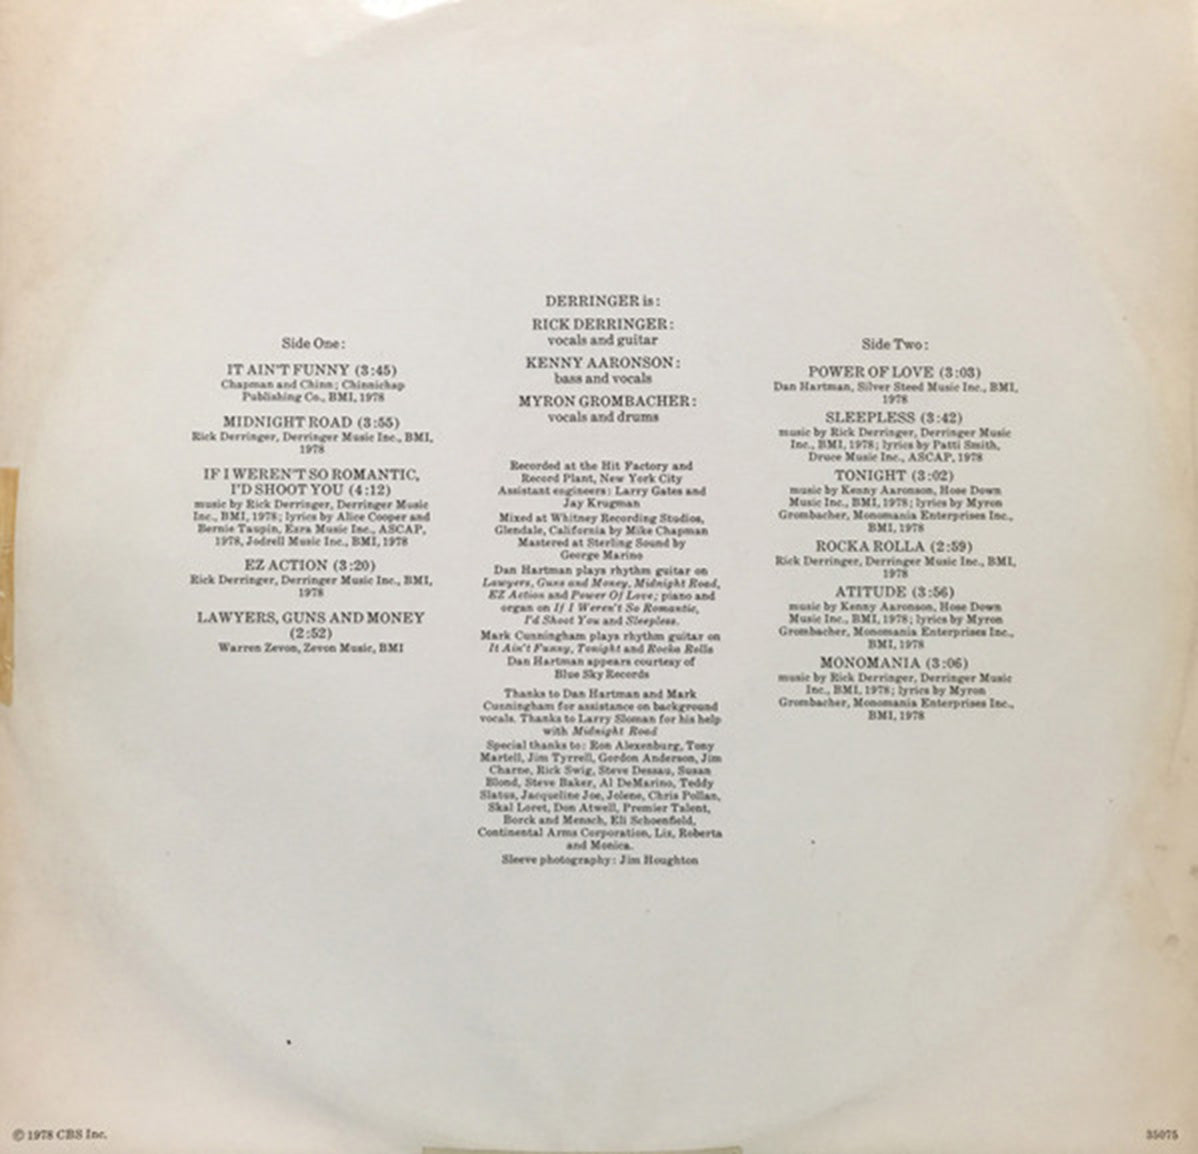 Side One:
IT AIN'T FUNNY (3:45)
Chapman and Chinn; Chinnichap
Publishing Co., BMI, 1978
MIDNIGHT ROAD (3:55)
Rick Derringer, Derringer Music Inc., BMI,
1978
IF I WEREN'T SO ROMANTIC,
I'D SHOOT YOU (4:12)
music by Rick Derringer, Derringer Music
Inc., BMI, 1978; lyrics by Alice Cooper and
Bernie Taupin, Ezra Music Inc., ASCAP,
1978, Jodrell Music Inc., BMI, 1978
EZ ACTION (3:20)
Rick Derringer, Derringer Music Inc., BMI,
1978
LAWYERS, GUNS AND MONEY
(2:52)
Warren Zevon, Zevon Music, BMI
DERRINGER is:
RICK DERRINGER:
vocals and guitar
KENNY AARONSON:
bass and vocals
MYRON GROMBACHER:
vocals and drums
Recorded at the Hit Factory and
Record Plant, New York City
Assistant engineers: Larry Gates and
Jay Krugman
Mixed at Whitney Recording Studios,
Glendale, California by Mike Chapman
Mastered at Sterling Sound by
George Marino
Dan Hartman plays rhythm guitar on
Lawyers, Guns and Money, Midnight Road,
EZ Action and Power Of Love; piano and
organ on If I Weren't So Romantic,
I'd Shoot You and Sleepless.
Mark Cunningham plays rhythm guitar on
It Ain't Funny, Tonight and Rocka Rolla
Dan Hartman appears courtesy of
Blue Sky Records
Thanks to Dan Hartman and Mark
Cunningham for assistance on background
vocals. Thanks to Larry Sloman for his help
with Midnight Road
Special thanks to: Ron Alexenburg, Tony
Martell, Jim Tyrrell, Gordon Anderson, Jim
Charne, Rick Swig, Steve Dessau, Susan
Blond, Steve Baker, Al DeMarino, Teddy
Slatus, Jacqueline Joe, Jolene, Chris Pollan,
Skal Loret, Don Atwell, Premier Talent,
Borck and Mensch, Eli Schoenfield,
Continental Arms Corporation, Liz, Roberta
and Monica.
Sleeve photography: Jim Houghton
Side Two:
POWER OF LOVE (3:03)
Dan Hartman, Silver Steed Music Inc., BMI,
1978
SLEEPLESS (3:42)
music by Rick Derringer, Derringer Music
Inc., BMI, 1978; lyrics by Patti Smith,
Druce Music Inc., ASCAP, 1978
TONIGHT (3:02)
music by Kenny Aaronson, Hose Down
Music Inc., BMI, 1978; lyrics by Myron
Grombacher, Monomania Enterprises Inc.,
BMI, 1978
ROCKA ROLLA (2:59)
Rick Derringer, Derringer Music Inc., BMI,
1978
ATITUDE (3:56)
music by Kenny Aaronson, Hose Down
Music Inc., BMI, 1978; lyrics by Myron
Grombacher, Monomania Enterprises Inc.,
BMI, 1978
MONOMANIA (3:06)
music by Rick Derringer, Derringer Music
Inc., BMI, 1978; lyrics by Myron
Grombacher, Monomania Enterprises Inc.,
BMI, 1978
© 1978 CBS Inc.
35075